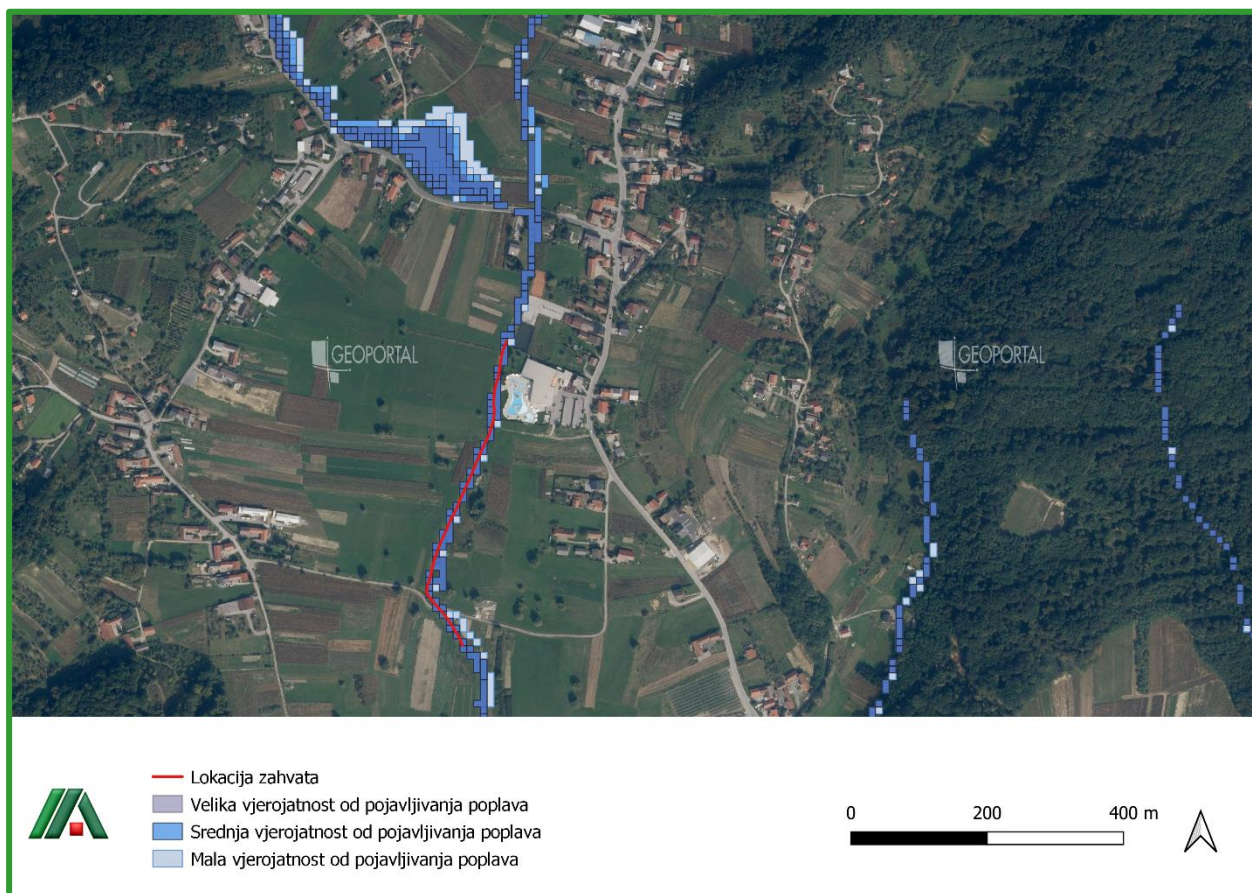 GEOPORTAL
GEOPORTAL
Lokacija zahvata
Velika vjerojatnost od pojavljivanja poplava
Srednja vjerojatnost od pojavljivanja poplava
Mala vjerojatnost od pojavljivanja poplava
0 200 400 m